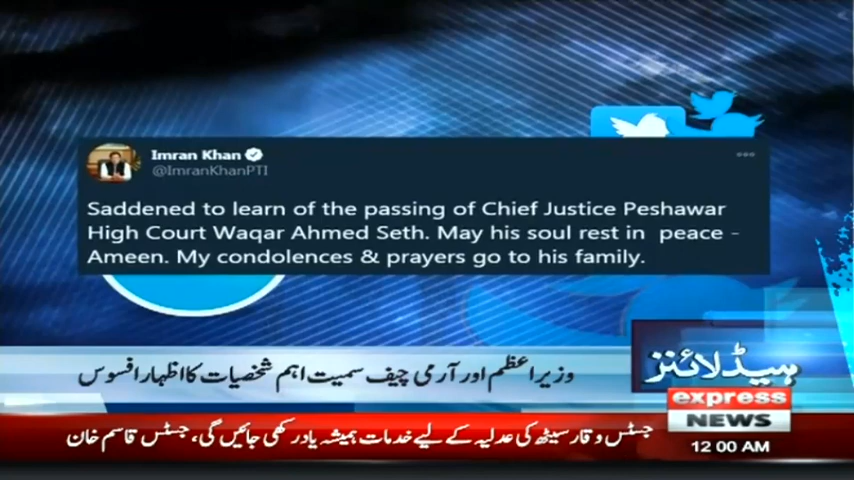 Imran Khan
@ImranKhanPTI
Saddened to learn of the passing of Chief Justice Peshawar
High Court Waqar Ahmed Seth. May his soul rest in peace -
Ameen. My condolences & prayers go to his family.
وزیراعظم اور آرمی چیف سمیت اہم شخصیات کا اظہار افسوس
ہیڈلائنز
express
NEWS
جسٹس وقار سیٹھ کی عدلیہ کے لیے خدمات ہمیشہ یاد رکھی جائیں گی، جسٹس قاسم خان
12:00 AM